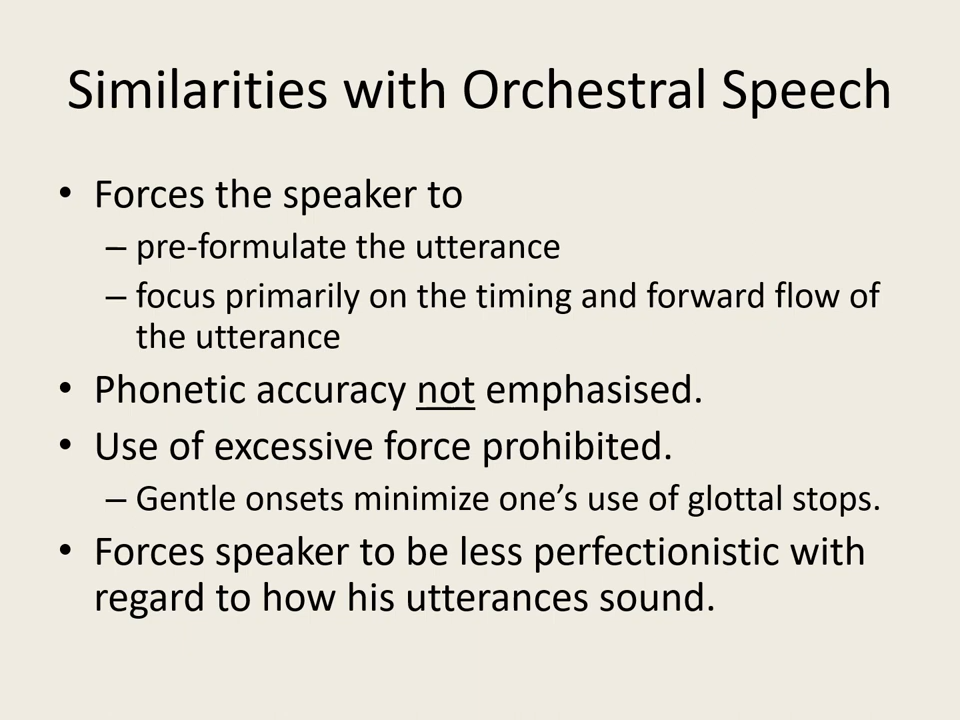 Similarities with Orchestral Speech
• Forces the speaker to
– pre-formulate the utterance
– focus primarily on the timing and forward flow of
the utterance
• Phonetic accuracy not emphasised.
• Use of excessive force prohibited.
– Gentle onsets minimize one’s use of glottal stops.
• Forces speaker to be less perfectionistic with
regard to how his utterances sound.